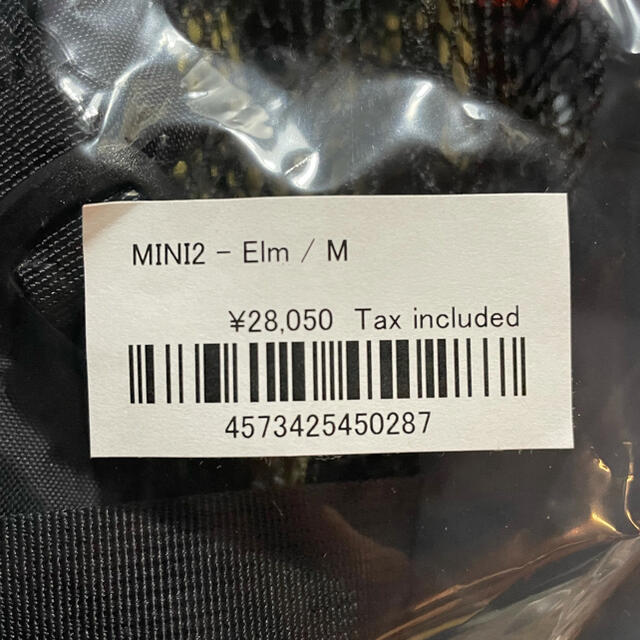 MINI2 - Elm / M
¥28,050 Tax included
4573425450287